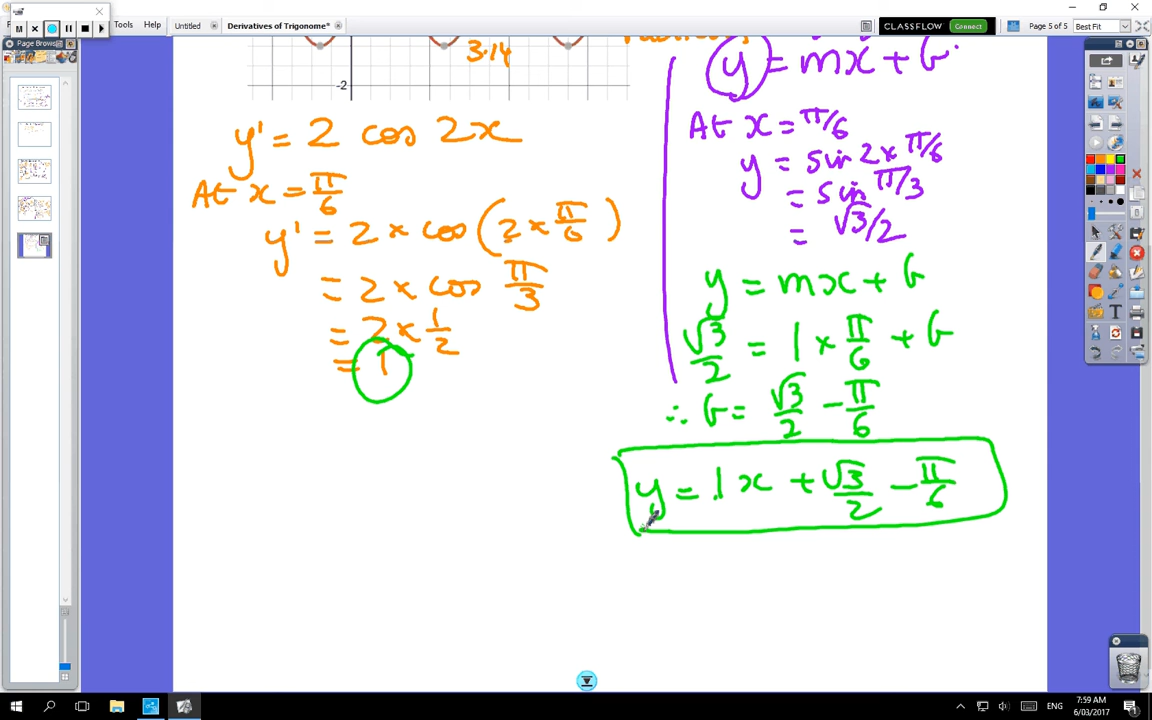 M
Tools
Untitled
Derivatives of Trigonome*
CLASSFLOW
Connect
Page 5 of 5
Best Fit
Page Brows
3.14
-2
y = mx + b.
y' = 2 cos 2x
At x = π/6
y' = 2 × cos (2 × π/6)
= 2 × cos π/3
= 2 × 1/2
= 1
At x = π/6
y = sin 2 × π/6
= sin π/3
= √3/2
y = mx + b
√3/2 = 1 × π/6 + b
∴ b = √3/2 - π/6
y = 1x + √3/2 - π/6
ENG
7:59 AM
6/03/2017